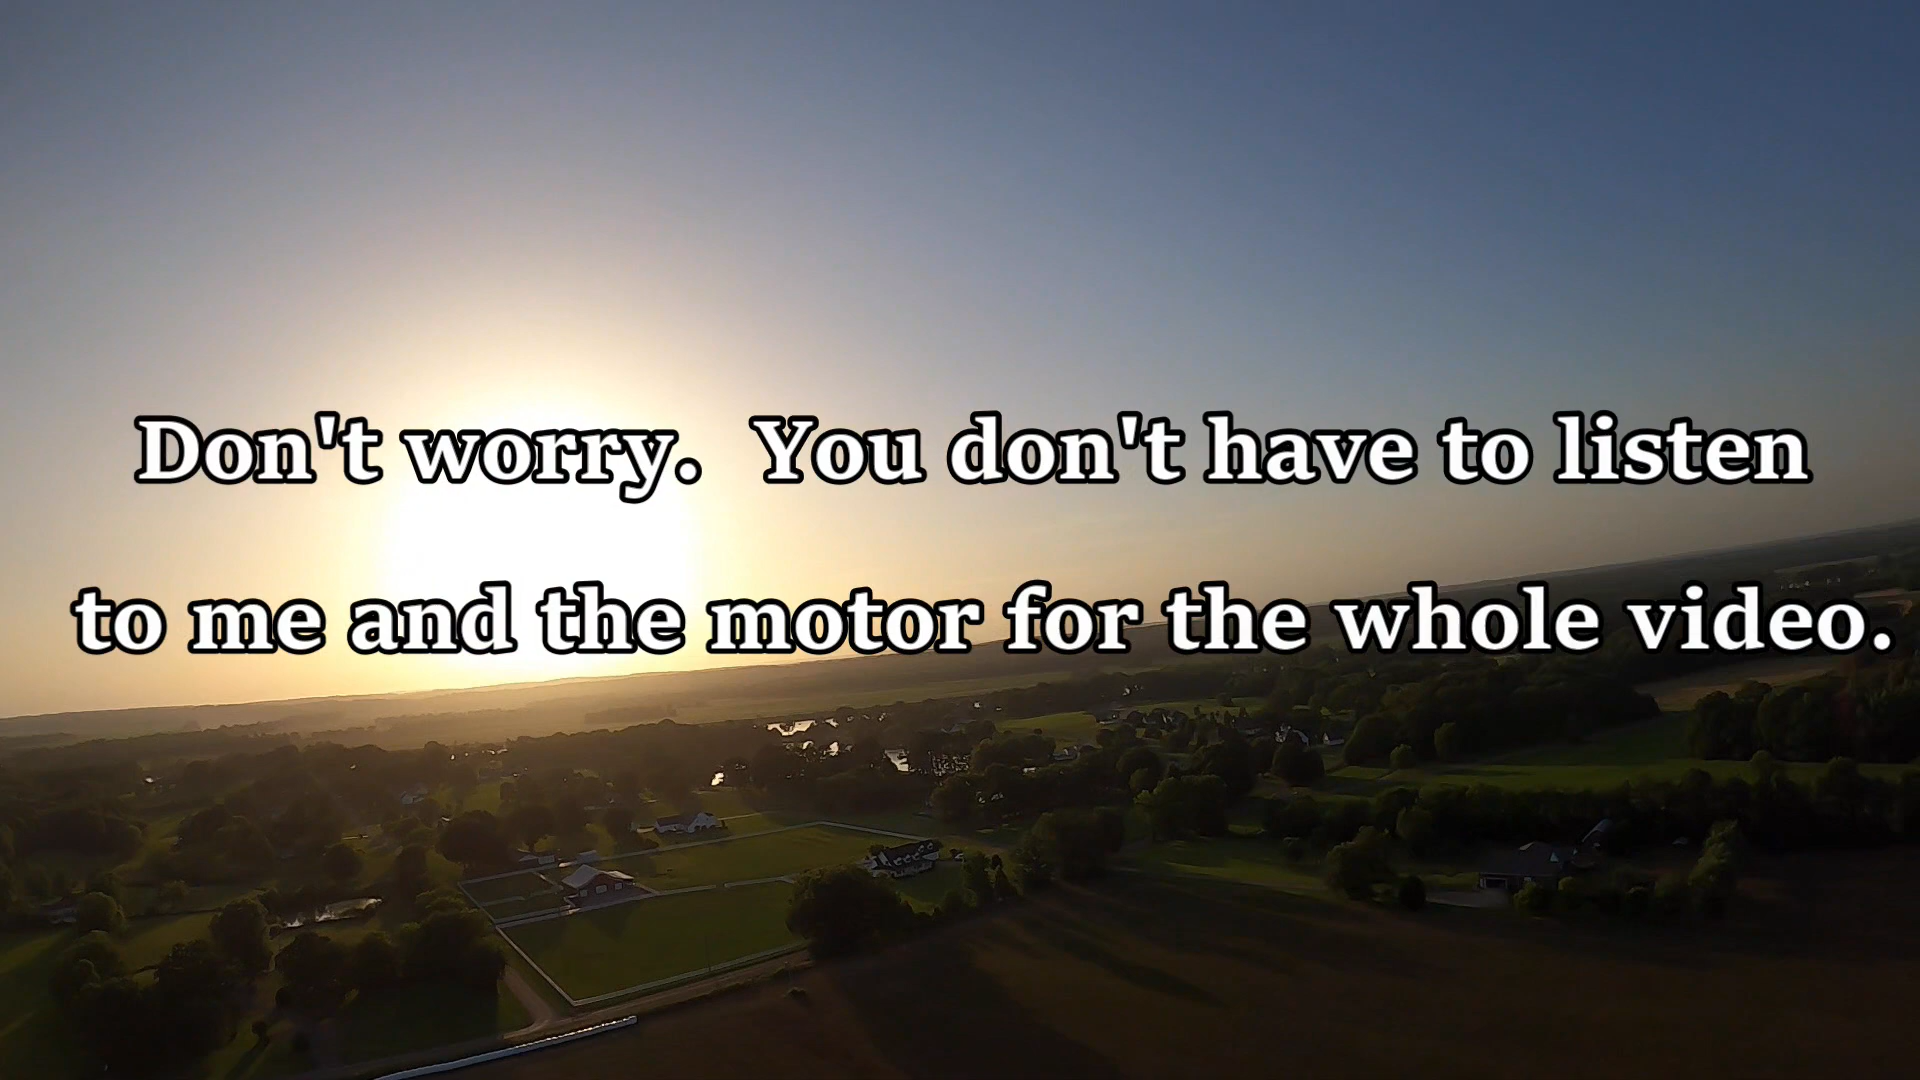 Don't worry.  You don't have to listen
to me and the motor for the whole video.